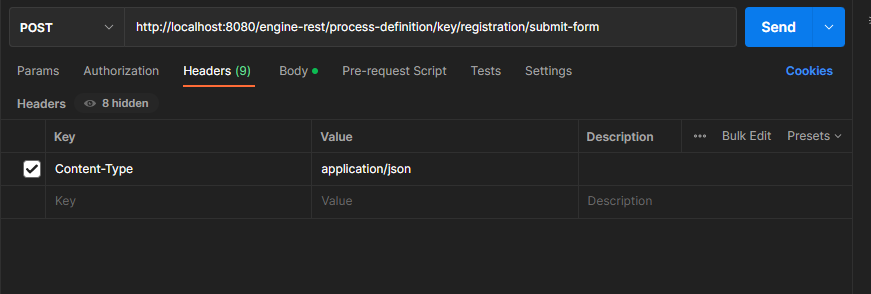 POST http://localhost:8080/engine-rest/process-definition/key/registration/submit-form Send
Params Authorization Headers (9) Body Pre-request Script Tests Settings Cookies
Headers 8 hidden
Key Value Description ••• Bulk Edit Presets
Content-Type application/json
Key Value Description